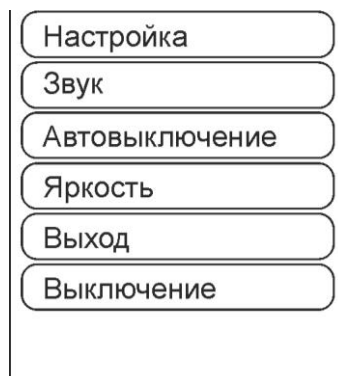 Настройка
Звук
Автовыключение
Яркость
Выход
Выключение